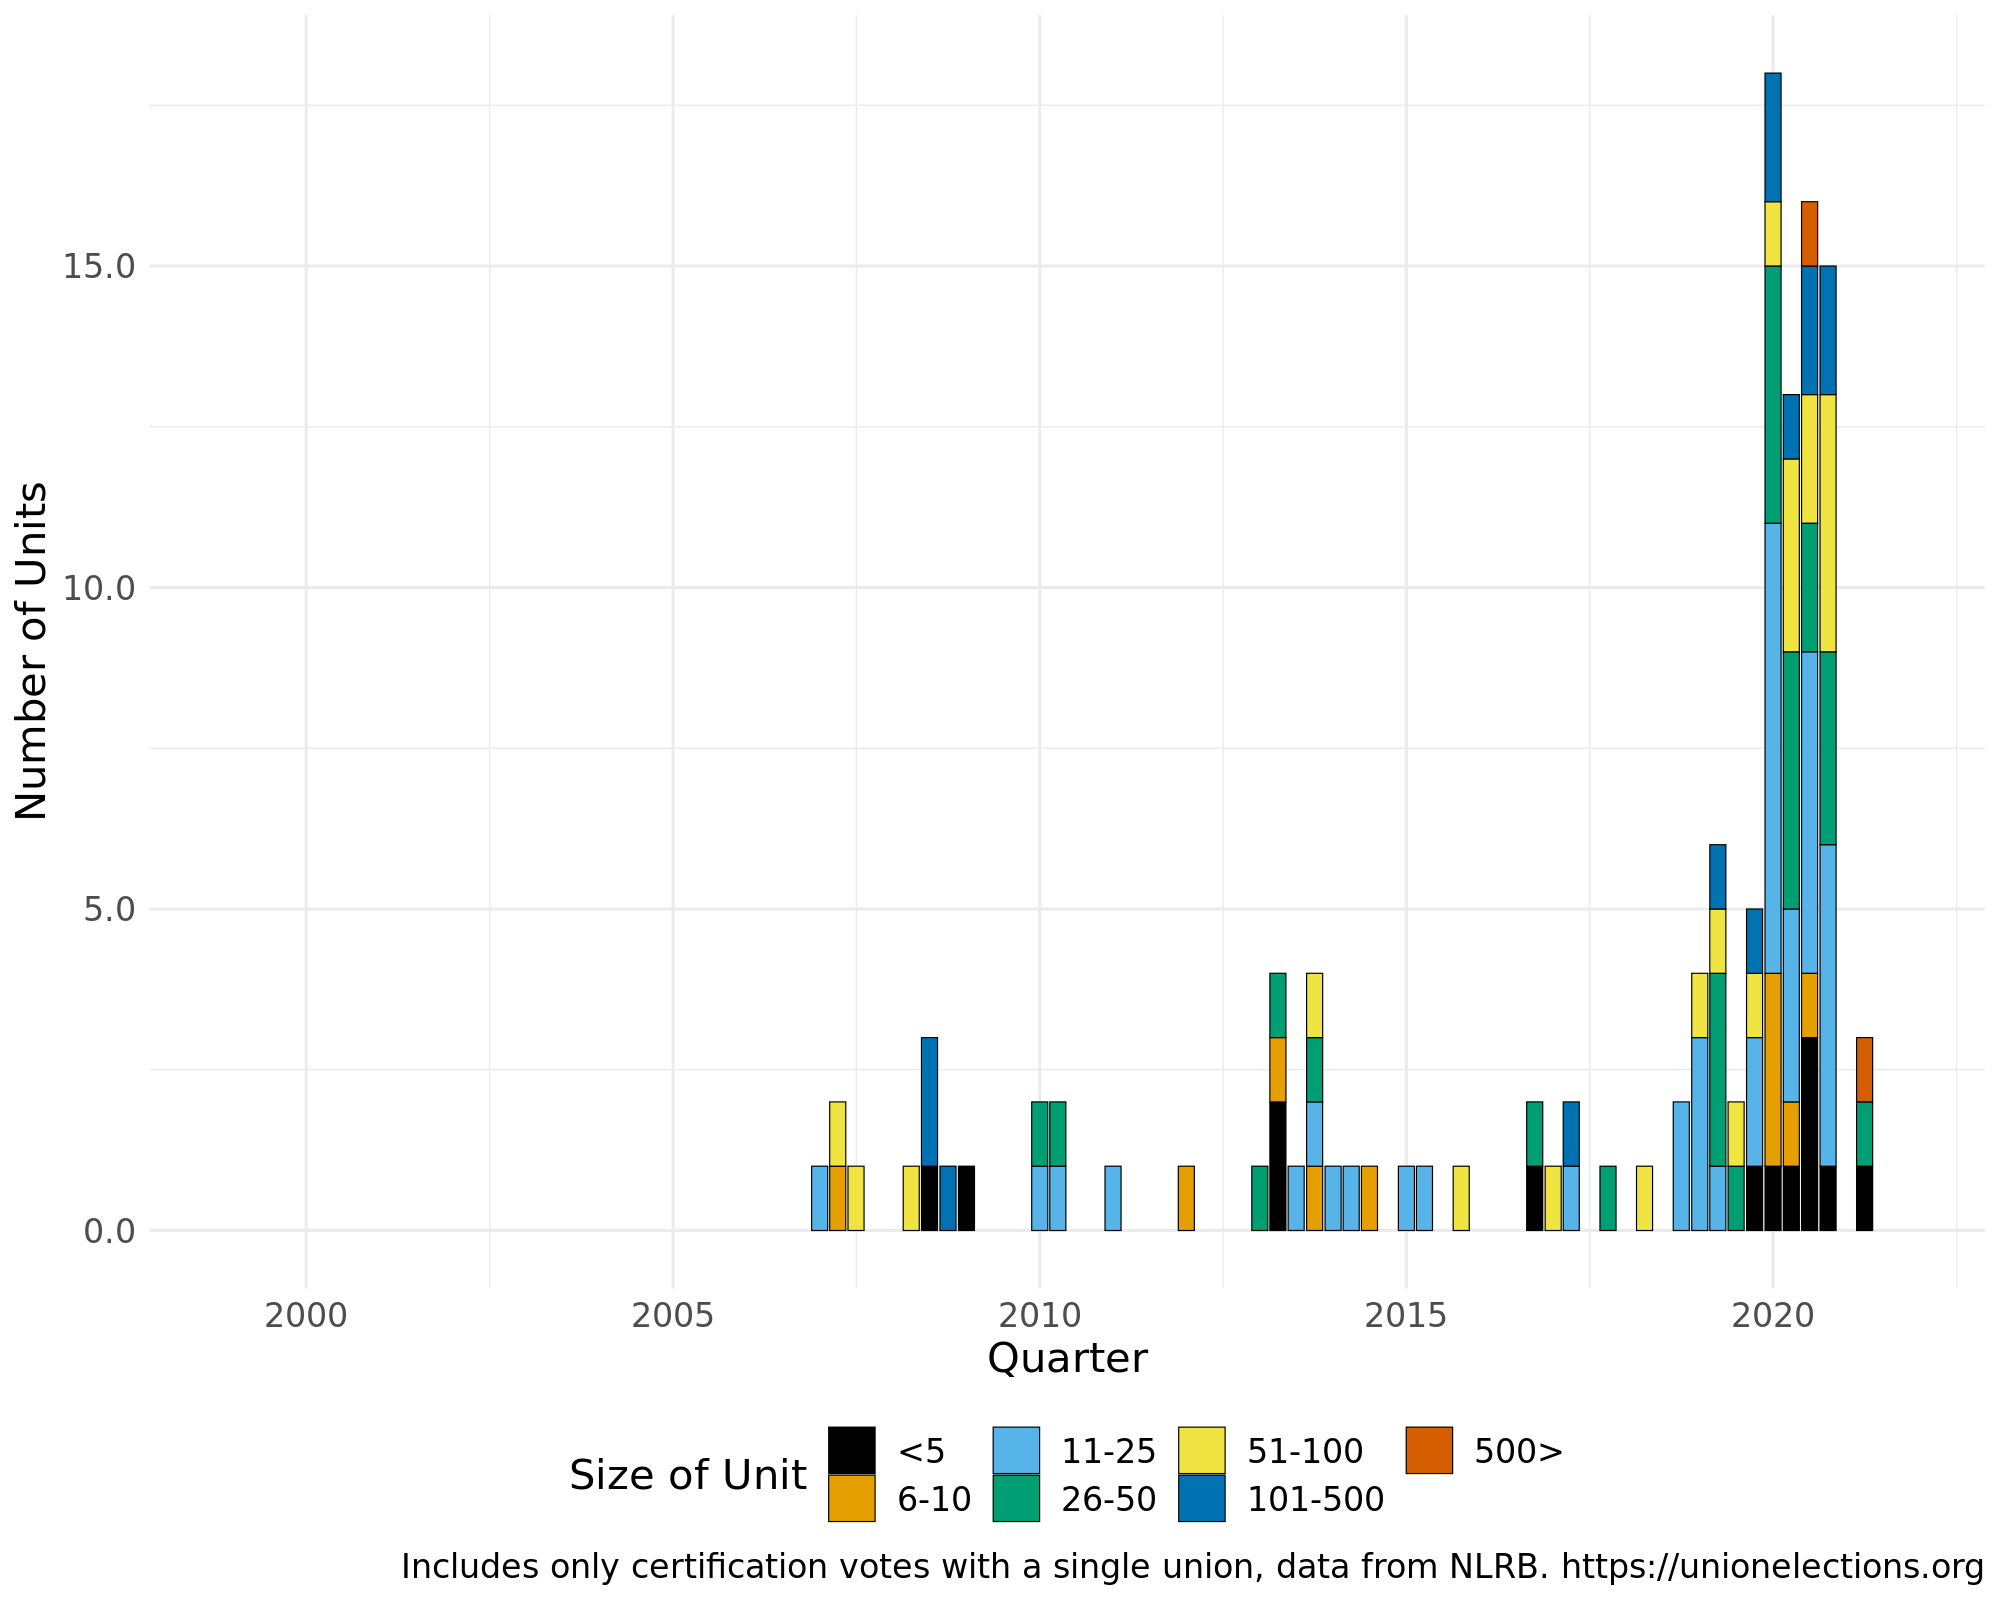 15.0
10.0
5.0
0.0
Number of Units
2000 2005 2010 2015 2020
Quarter
Size of Unit
<5 11-25 51-100 500>
6-10 26-50 101-500
Includes only certification votes with a single union, data from NLRB. https://unionelections.org